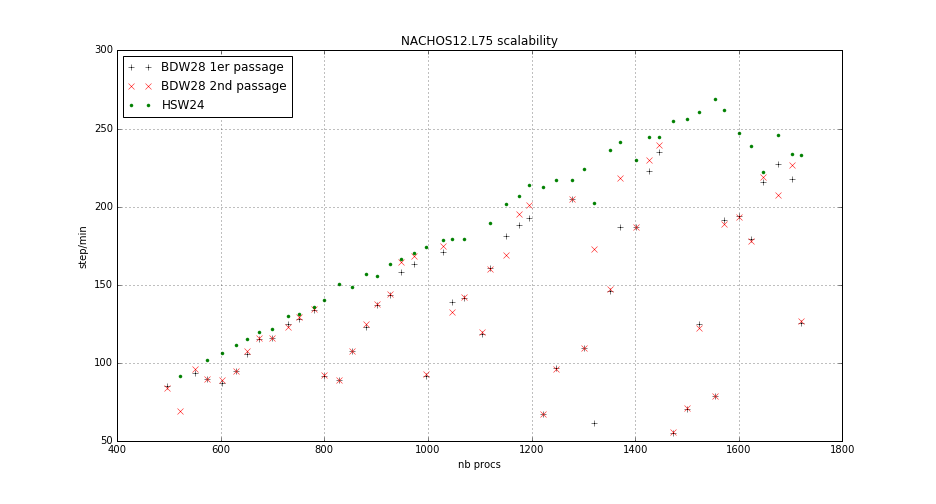 NACHOS12.L75 scalability
300
250
200
150
100
50
step/min
BDW28 1er passage
BDW28 2nd passage
HSW24
400 600 800 1000 1200 1400 1600 1800
nb procs